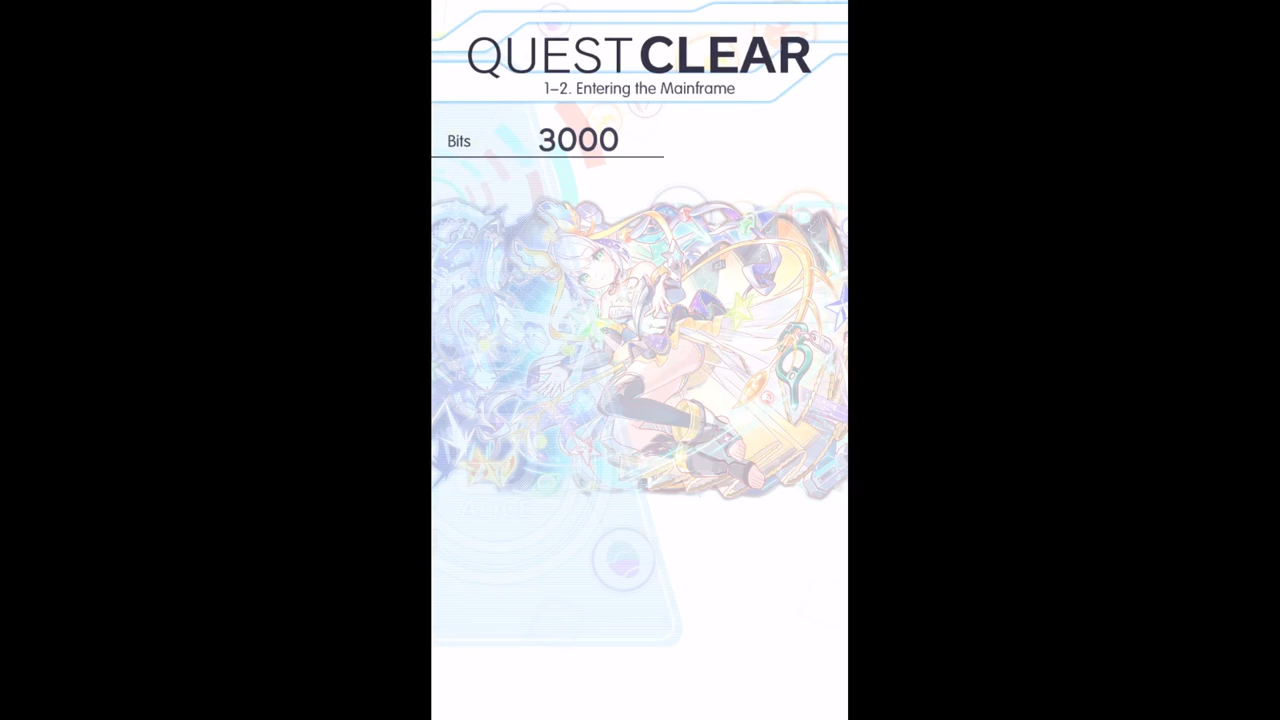 QUEST CLEAR
1-2. Entering the Mainframe
Bits 3000